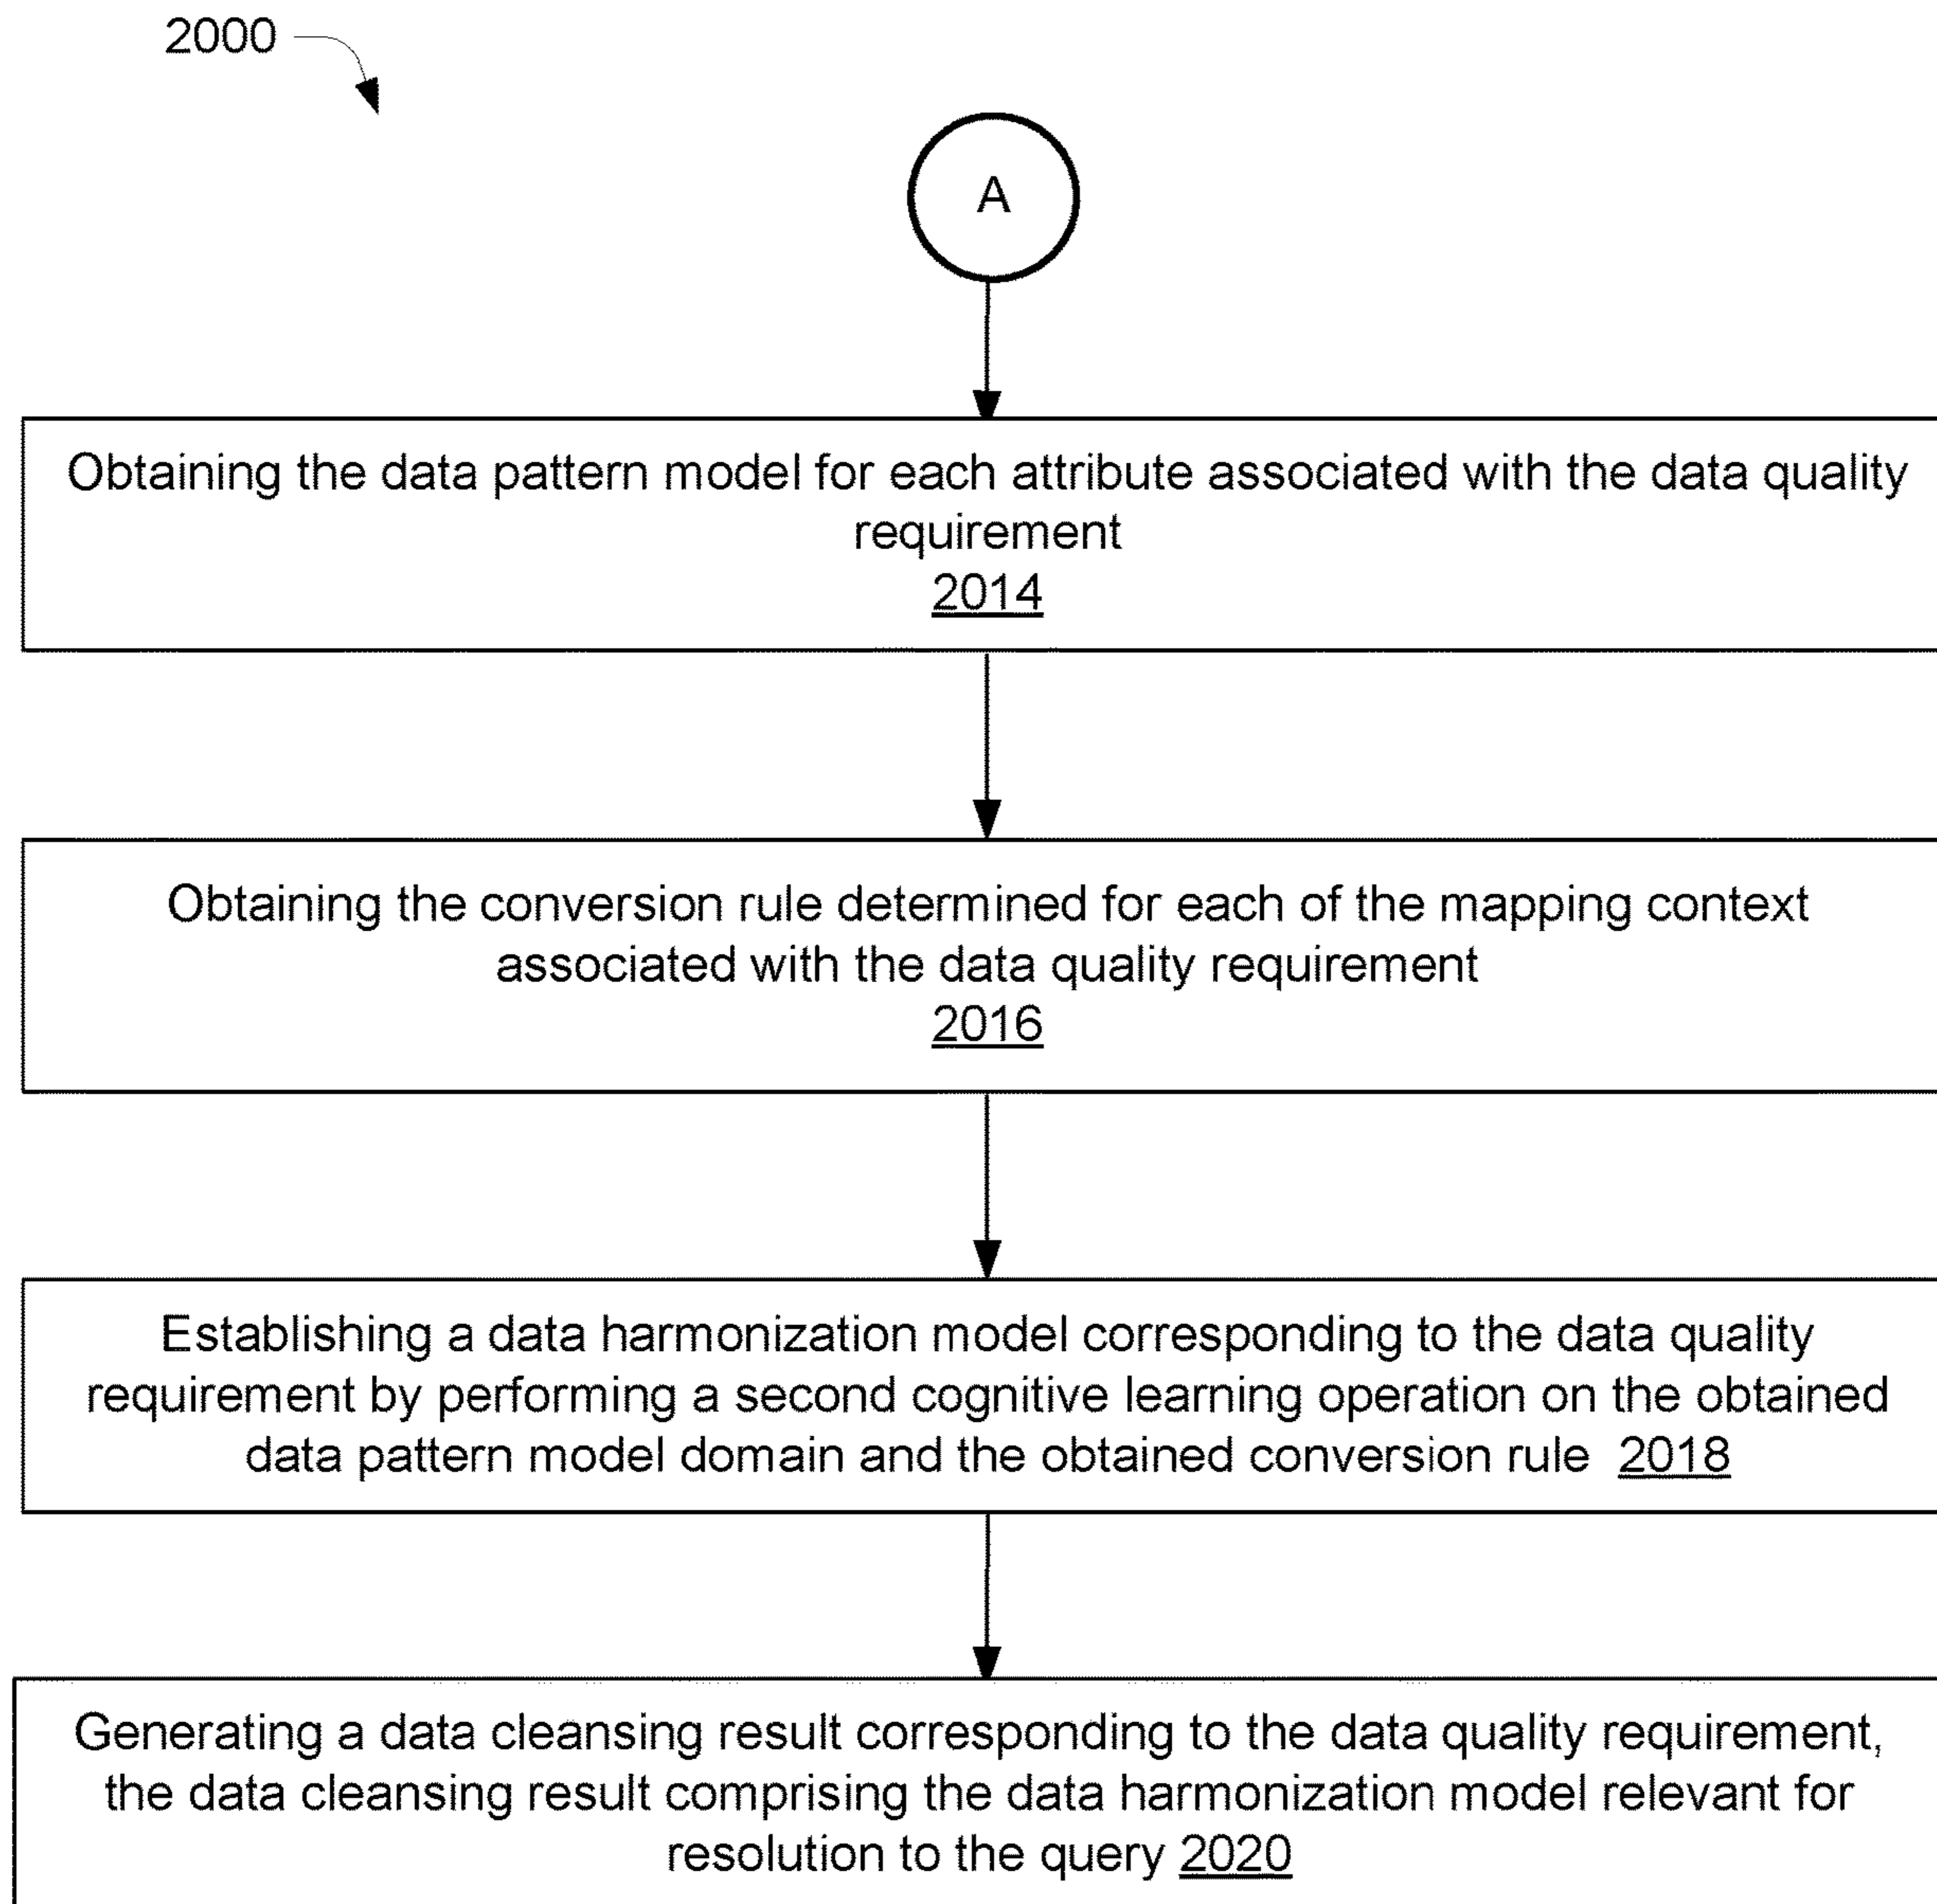 2000
A
Obtaining the data pattern model for each attribute associated with the data quality
requirement
2014
Obtaining the conversion rule determined for each of the mapping context
associated with the data quality requirement
2016
Establishing a data harmonization model corresponding to the data quality
requirement by performing a second cognitive learning operation on the obtained
data pattern model domain and the obtained conversion rule 2018
Generating a data cleansing result corresponding to the data quality requirement,
the data cleansing result comprising the data harmonization model relevant for
resolution to the query 2020